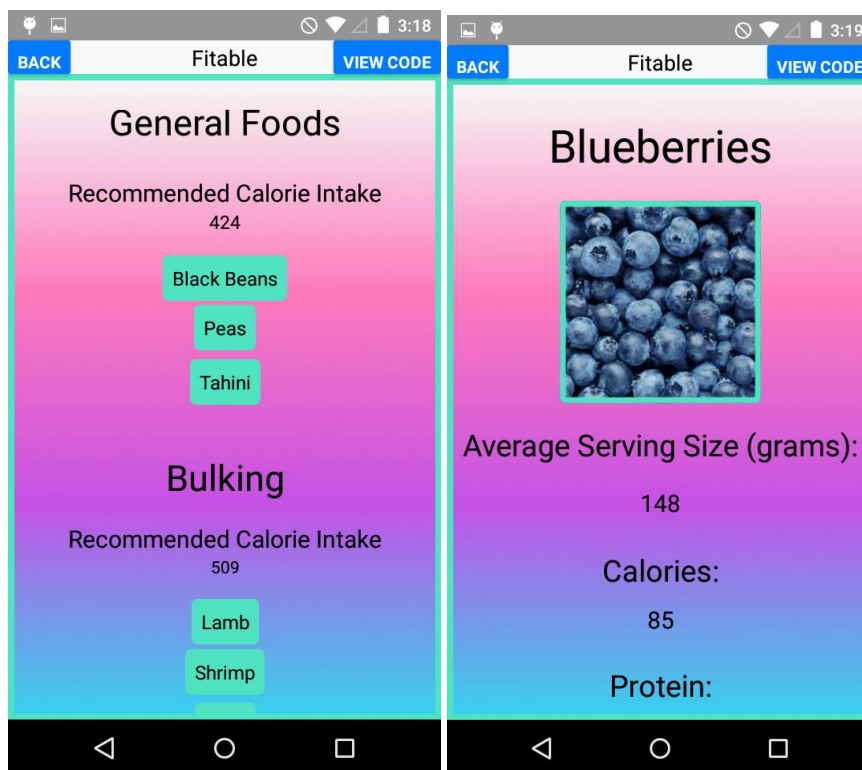 3:18
BACK
Fitable
VIEW CODE
General Foods
Recommended Calorie Intake
424
Black Beans
Peas
Tahini
Bulking
Recommended Calorie Intake
509
Lamb
Shrimp
3:19
BACK
Fitable
VIEW CODE
Blueberries
Average Serving Size (grams):
148
Calories:
85
Protein: